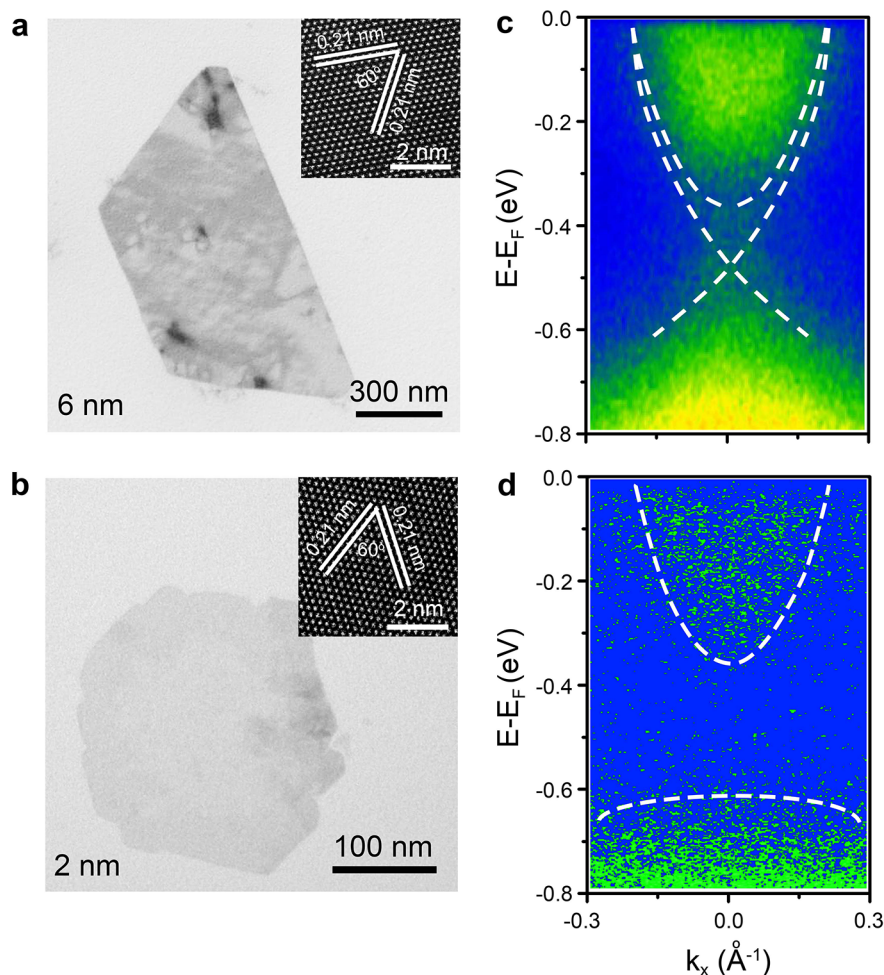 a
0.21 nm
60°
0.21 nm
2 nm
6 nm
300 nm
b
0.21 nm
60°
0.21 nm
2 nm
2 nm
100 nm
c
0.0
-0.2
-0.4
-0.6
-0.8
E-E_F (eV)
d
0.0
-0.2
-0.4
-0.6
-0.8
E-E_F (eV)
-0.3
0.0
0.3
k_x (Å^-1)